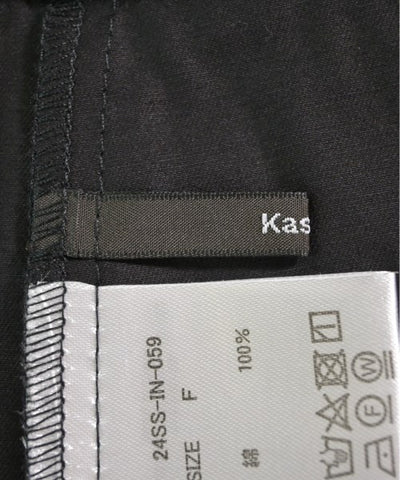 Kas
24SS-IN-059
SIZE F
綿 100%
W
F